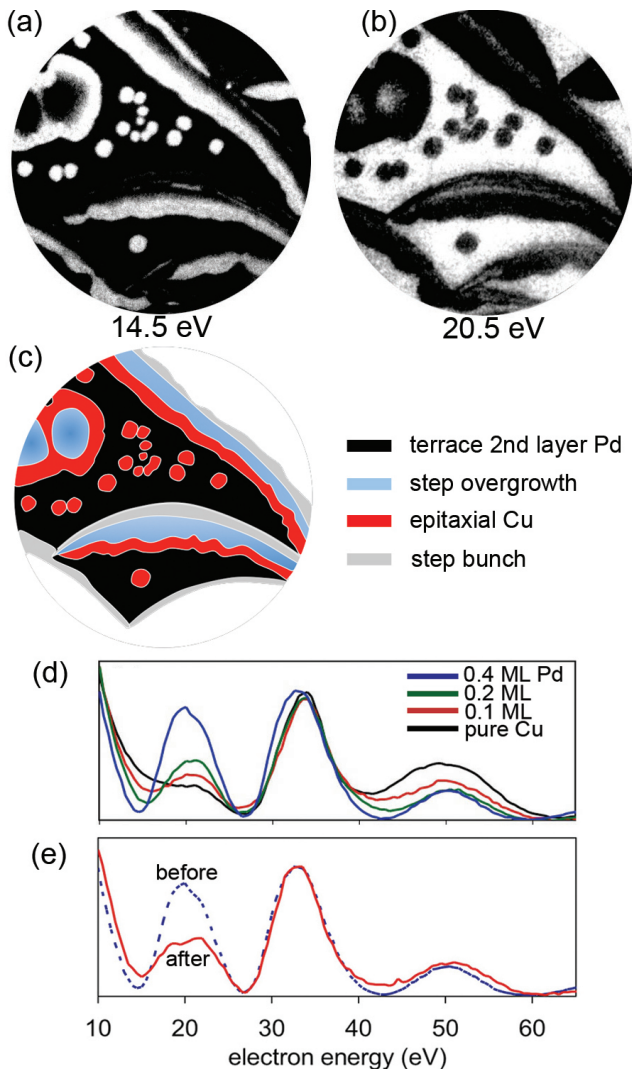 (a)
(b)
14.5 eV
20.5 eV
(c)
terrace 2nd layer Pd
step overgrowth
epitaxial Cu
step bunch
(d)
0.4 ML Pd
0.2 ML
0.1 ML
pure Cu
(e)
before
after
10 20 30 40 50 60
electron energy (eV)